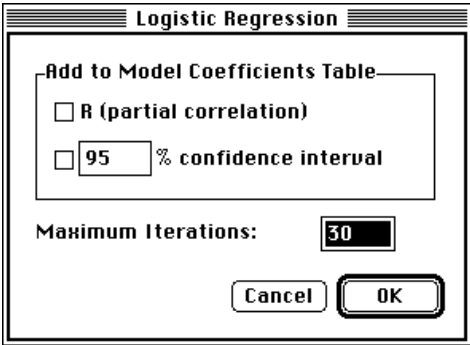 Logistic Regression
Add to Model Coefficients Table
R (partial correlation)
95 % confidence interval
Maximum Iterations: 30
Cancel OK